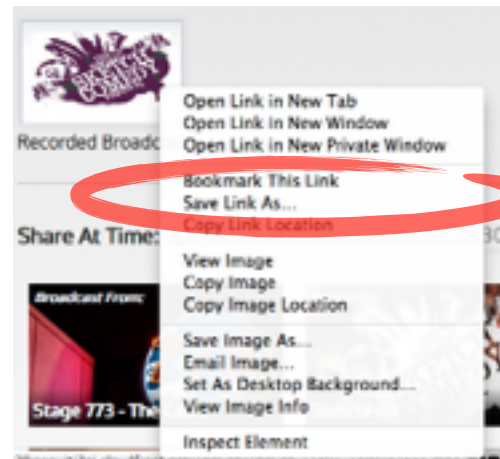 SKETCH
COMEDY
Recorded Broadc
Open Link in New Tab
Open Link in New Window
Open Link in New Private Window
Bookmark This Link
Save Link As...
Copy Link Location
Share At Time:
View Image
Copy Image
Copy Image Location
Broadcast From:
Save Image As...
Email Image...
Set As Desktop Background...
View Image Info
Stage 773 - The
Inspect Element